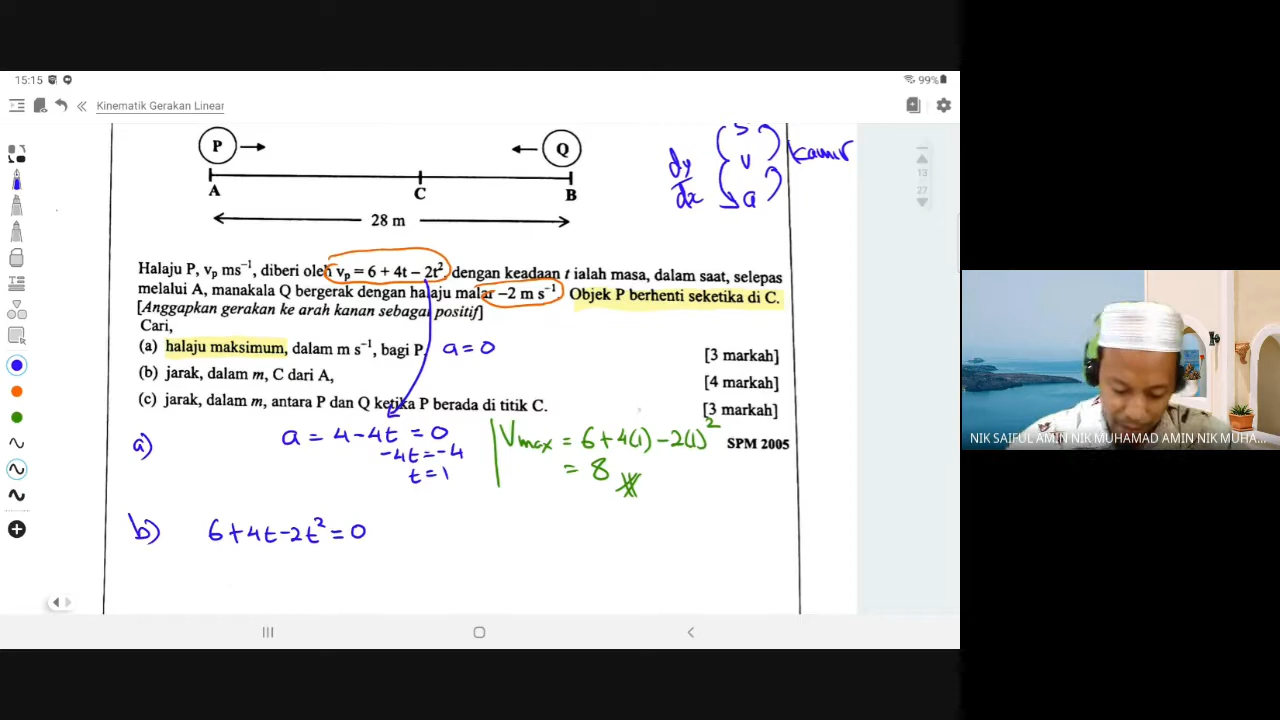 15:15
99%
Kinematik Gerakan Linear
13
27
P
Q
A
C
B
28 m
dy/dx
s
v
a
kamir
Halaju P, vₚ ms⁻¹, diberi oleh vₚ = 6 + 4t − 2t², dengan keadaan t ialah masa, dalam saat, selepas
melalui A, manakala Q bergerak dengan halaju malar −2 m s⁻¹. Objek P berhenti seketika di C.
[Anggapkan gerakan ke arah kanan sebagai positif]
Cari,
(a) halaju maksimum, dalam m s⁻¹, bagi P, a = 0 [3 markah]
(b) jarak, dalam m, C dari A, [4 markah]
(c) jarak, dalam m, antara P dan Q ketika P berada di titik C. [3 markah]
SPM 2005
a) a = 4 − 4t = 0
−4t = −4
t = 1
Vmax = 6 + 4(1) − 2(1)²
= 8
b) 6 + 4t − 2t² = 0
NIK SAIFUL AMIN NIK MUHAMAD AMIN NIK MUHA...